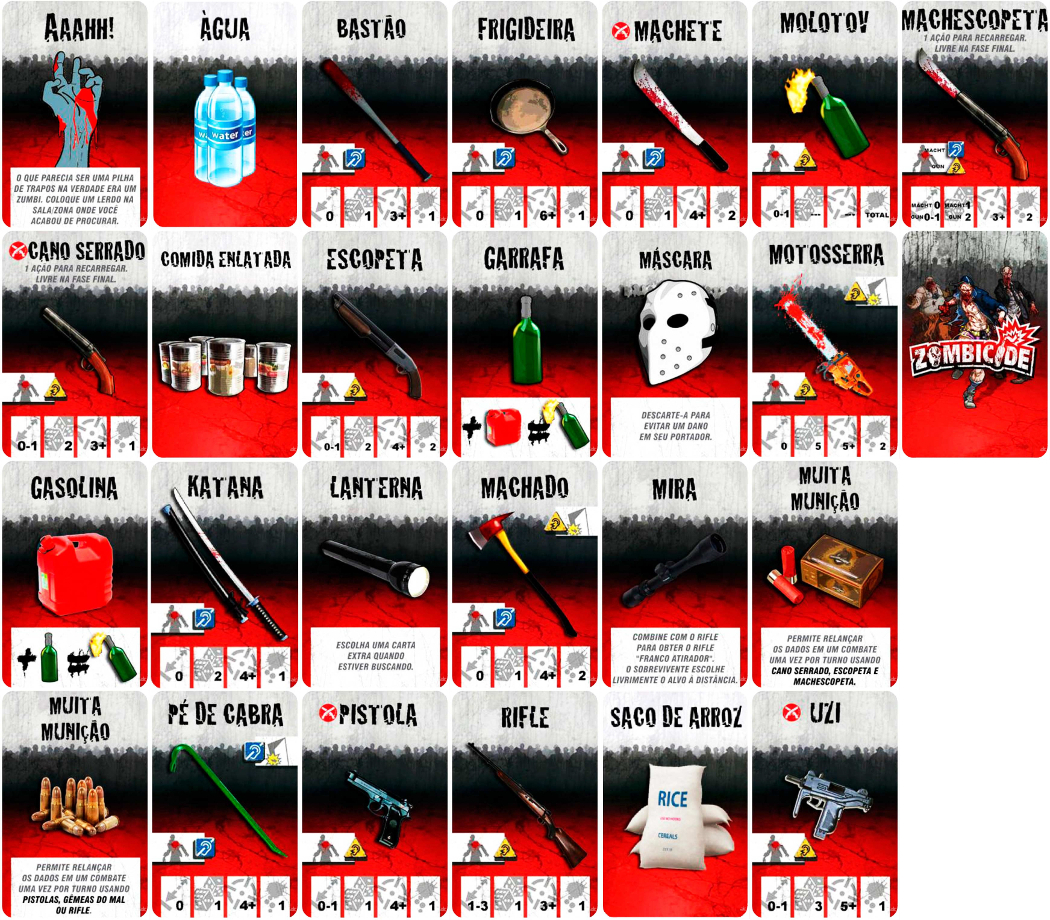 AAAHH!
O QUE PARECIA SER UMA PILHA
DE TRAPOS NA VERDADE ERA UM
ZUMBI. COLOQUE UM LERDO NA
SALA/ZONA ONDE VOCÊ
ACABOU DE PROCURAR.
ÀGUA
water
BASTÃO
0 1 3+ 1
FRIGIDEIRA
0 1 6+ 1
MACHETE
0 1 4+ 2
MOLOTOV
0-1 --- --- TOTAL
MACHESCOPETA
1 AÇÃO PARA RECARREGAR.
LIVRE NA FASE FINAL.
MACHT
GUN
MACHT 0 MACHT 1
GUN 0-1 GUN 2 3+ 2
CANO SERRADO
1 AÇÃO PARA RECARREGAR.
LIVRE NA FASE FINAL.
0-1 2 3+ 1
COMIDA ENLATADA
ESCOPETA
0-1 2 4+ 2
GARRAFA
+ =
MÁSCARA
DESCARTE-A PARA
EVITAR UM DANO
EM SEU PORTADOR.
MOTOSSERRA
0 5 5+ 2
ZOMBICIDE
GASOLINA
+ =
KATANA
0 2 4+ 1
LANTERNA
ESCOLHA UMA CARTA
EXTRA QUANDO
ESTIVER BUSCANDO.
MACHADO
0 1 4+ 2
MIRA
COMBINE COM O RIFLE
PARA OBTER O RIFLE
"FRANCO ATIRADOR".
O SOBREVIVENTE ESCOLHE
LIVRIMENTE O ALVO À DISTÂNCIA.
MUITA
MUNIÇÃO
PERMITE RELANÇAR
OS DADOS EM UM COMBATE
UMA VEZ POR TURNO USANDO
CANO SERRADO, ESCOPETA E
MACHESCOPETA.
MUITA
MUNIÇÃO
PERMITE RELANÇAR
OS DADOS EM UM COMBATE
UMA VEZ POR TURNO USANDO
PISTOLAS, GÊMEAS DO MAL
OU RIFLE.
PÉ DE CABRA
0 1 4+ 1
PISTOLA
0-1 1 4+ 1
RIFLE
1-3 1 3+ 1
SACO DE ARROZ
RICE
CEREALS
UZI
0-1 3 5+ 1